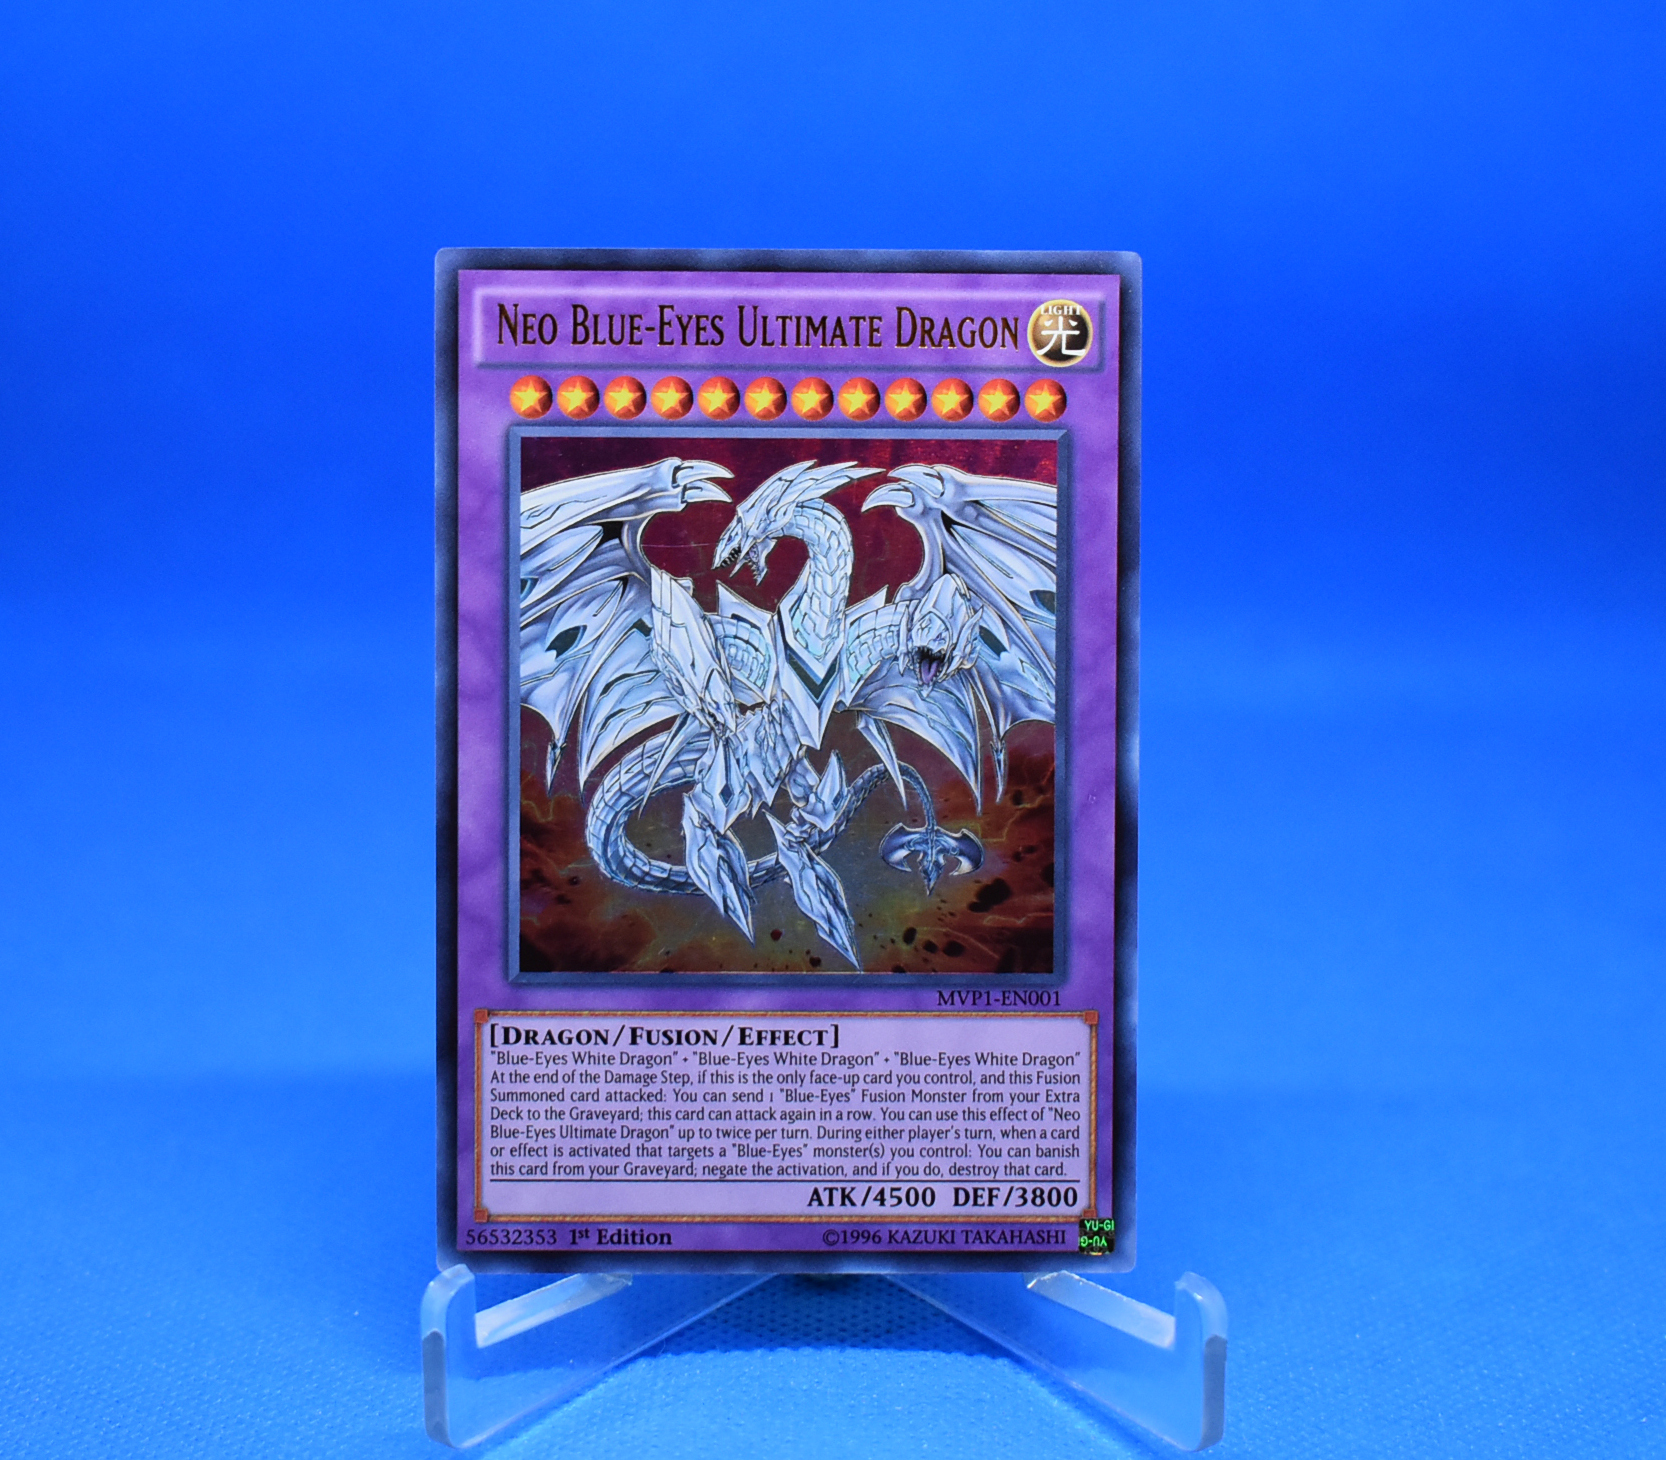 Neo Blue-Eyes Ultimate Dragon
LIGHT
光
MVP1-EN001
[Dragon/Fusion/Effect]
"Blue-Eyes White Dragon" + "Blue-Eyes White Dragon" + "Blue-Eyes White Dragon"
At the end of the Damage Step, if this is the only face-up card you control, and this Fusion
Summoned card attacked: You can send 1 "Blue-Eyes" Fusion Monster from your Extra
Deck to the Graveyard; this card can attack again in a row. You can use this effect of "Neo
Blue-Eyes Ultimate Dragon" up to twice per turn. During either player's turn, when a card
or effect is activated that targets a "Blue-Eyes" monster(s) you control: You can banish
this card from your Graveyard; negate the activation, and if you do, destroy that card.
ATK/4500 DEF/3800
56532353 1st Edition ©1996 KAZUKI TAKAHASHI
YU-GI
YU-G